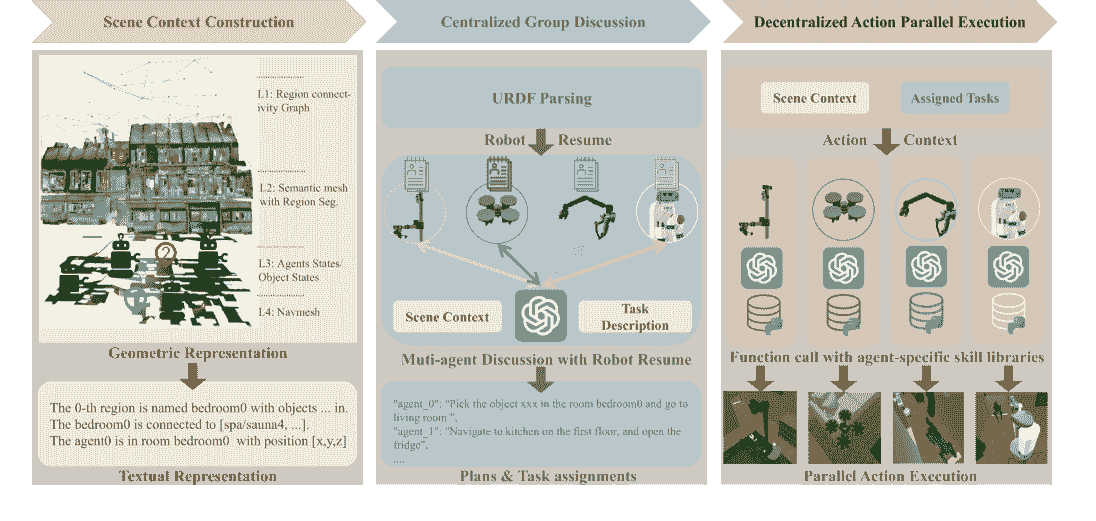 Scene Context Construction
Centralized Group Discussion
Decentralized Action Parallel Execution
L1: Region connect-
ivity Graph
L2: Semantic mesh
with Region Seg.
L3: Agents States/
Object States
L4: Navmesh
Geometric Representation
The 0-th region is named bedroom0 with objects ... in.
The bedroom0 is connected to [spa/sauna4, ...].
The agent0 is in room bedroom0 with position [x,y,z]
Textual Representation
URDF Parsing
Robot Resume
Scene Context
Task
Description
Muti-agent Discussion with Robot Resume
"agent_0": "Pick the object xxx in the room bedroom0 and go to
living room ",
"agent_1": "Navigate to kitchen on the first floor, and open the
fridge",
....
Plans & Task assignments
Scene Context
Assigned Tasks
Action Context
Function call with agent-specific skill libraries
Parallel Action Execution